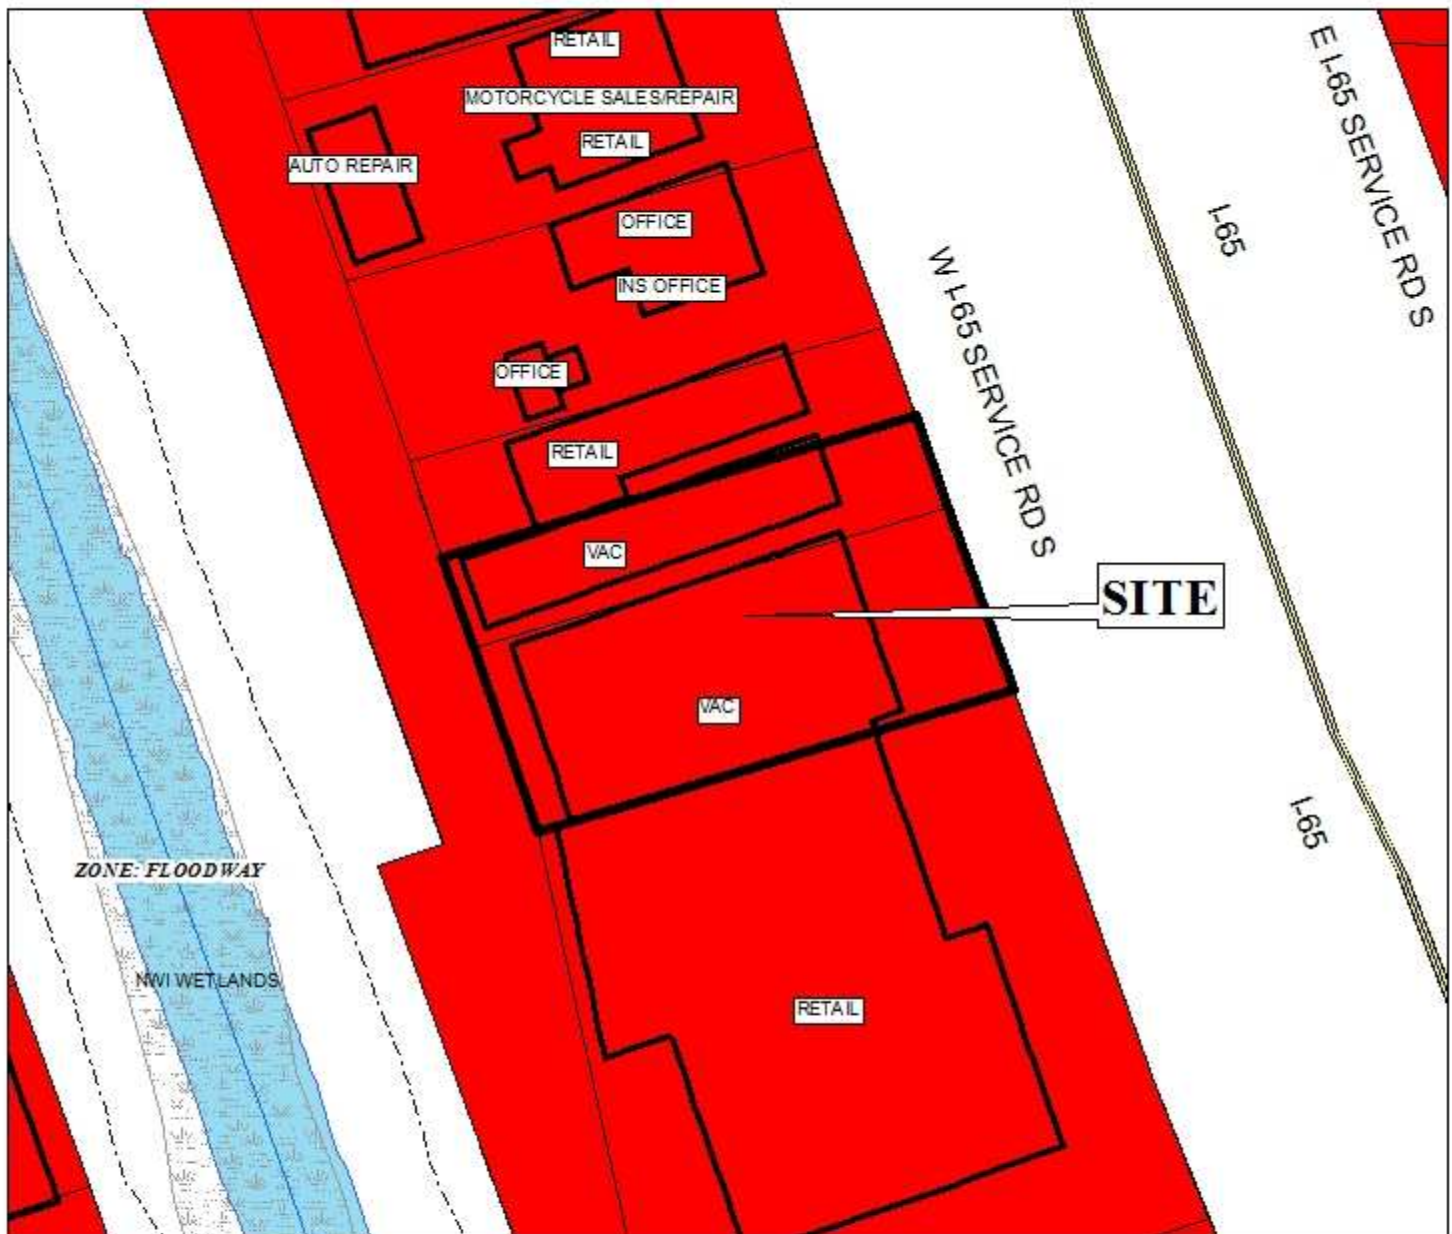 RETAIL
E I-65 SERVICE RD S
MOTORCYCLE SALES/REPAIR
RETAIL
AUTO REPAIR
OFFICE
I-65
INS OFFICE
W I-65 SERVICE RD S
OFFICE
RETAIL
VAC
SITE
VAC
I-65
ZONE: FLOODWAY
NWI WETLANDS
RETAIL